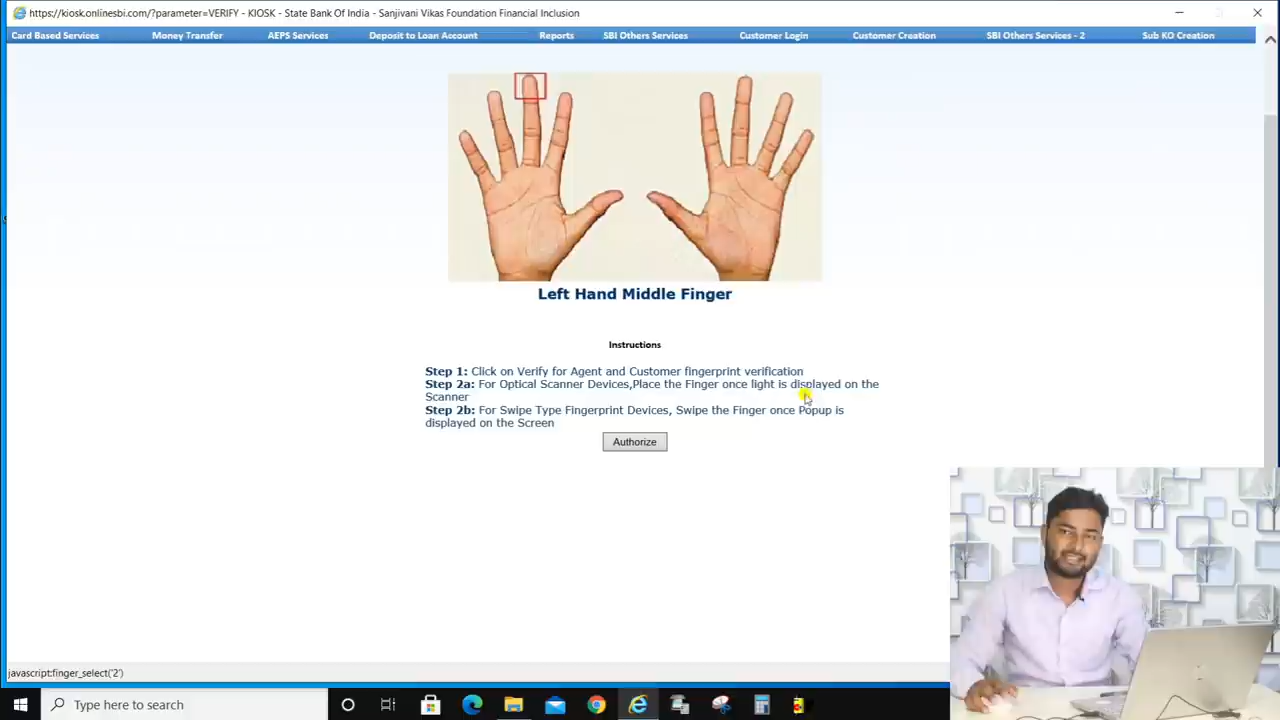 https://kiosk.onlinesbi.com/?parameter=VERIFY - KIOSK - State Bank Of India - Sanjivani Vikas Foundation Financial Inclusion
Card Based Services Money Transfer AEPS Services Deposit to Loan Account Reports SBI Others Services Customer Login Customer Creation SBI Others Services - 2 Sub KO Creation
Left Hand Middle Finger
Instructions
Step 1: Click on Verify for Agent and Customer fingerprint verification
Step 2a: For Optical Scanner Devices,Place the Finger once light is displayed on the
Scanner
Step 2b: For Swipe Type Fingerprint Devices, Swipe the Finger once Popup is
displayed on the Screen
Authorize
javascript:finger_select('2')
Type here to search